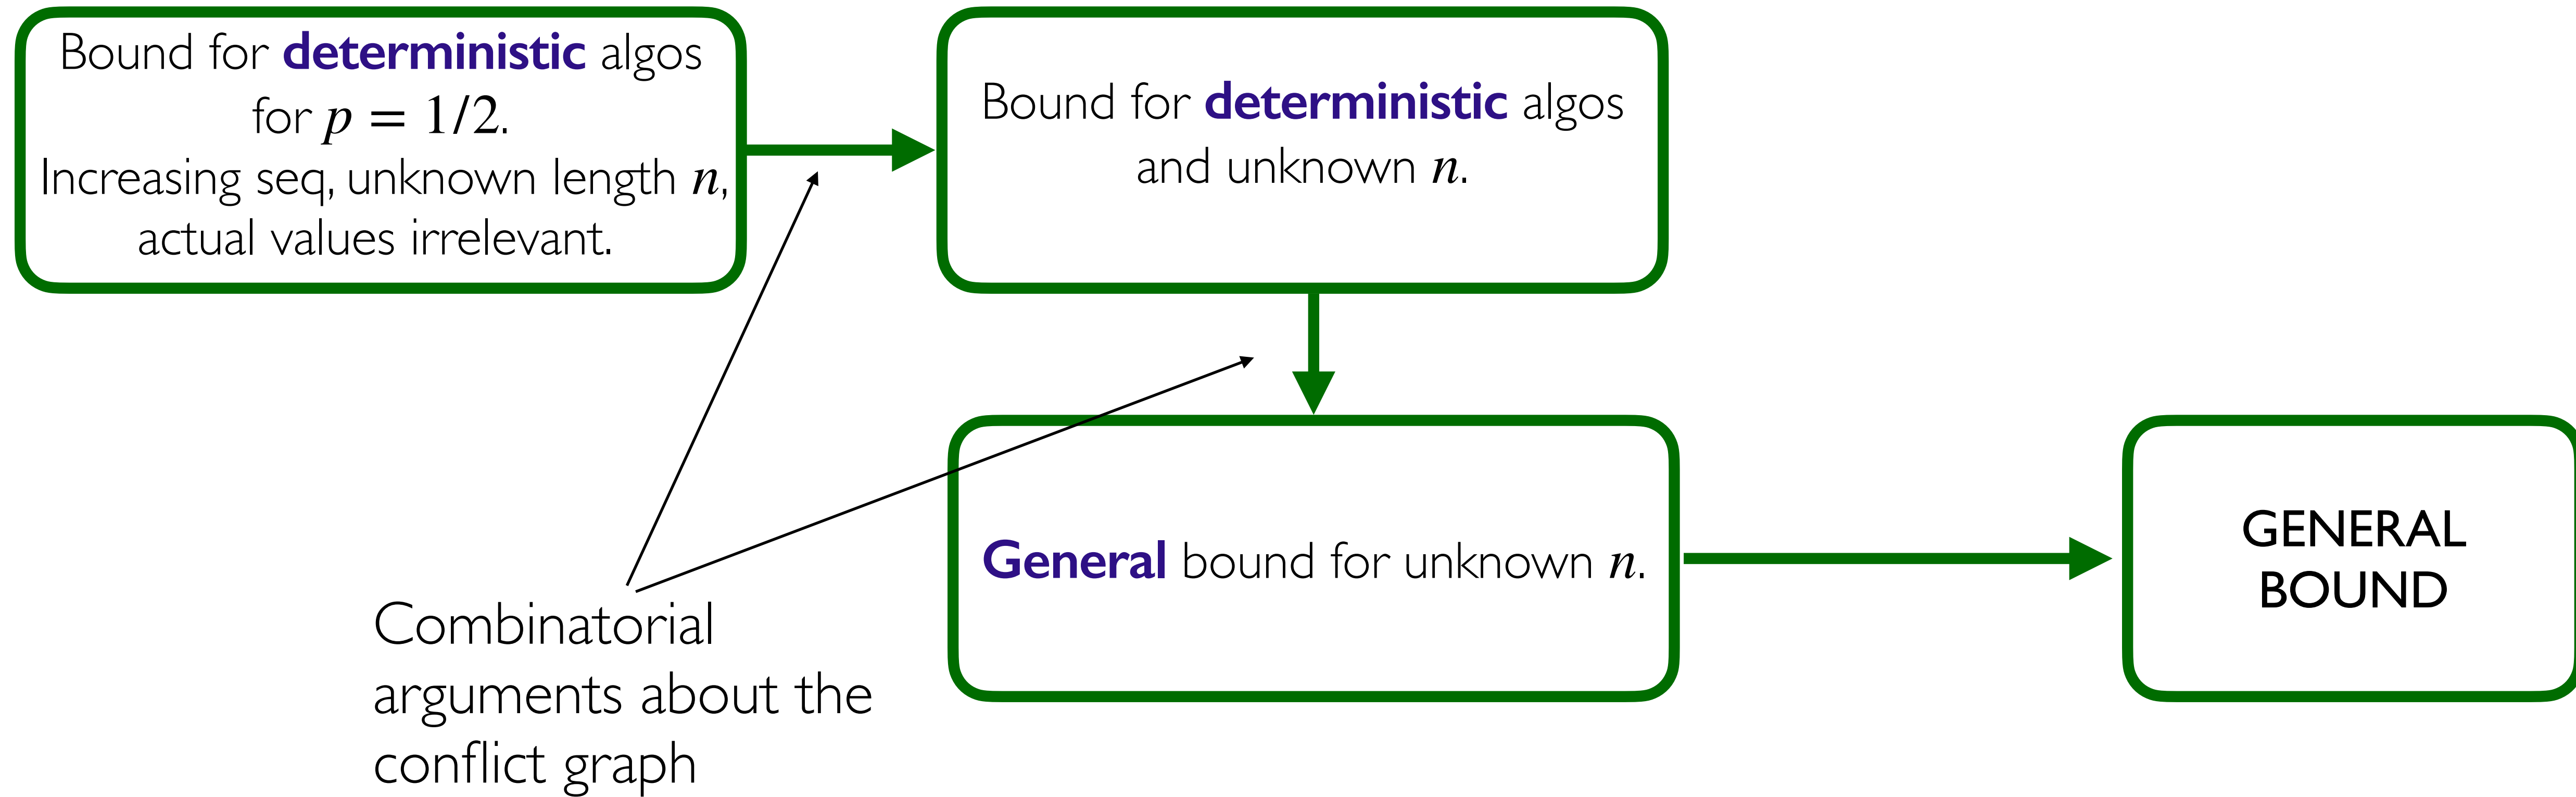 Bound for deterministic algos
for p = 1/2.
Increasing seq, unknown length n,
actual values irrelevant.
Bound for deterministic algos
and unknown n.
Combinatorial
arguments about the
conflict graph
General bound for unknown n.
GENERAL
BOUND